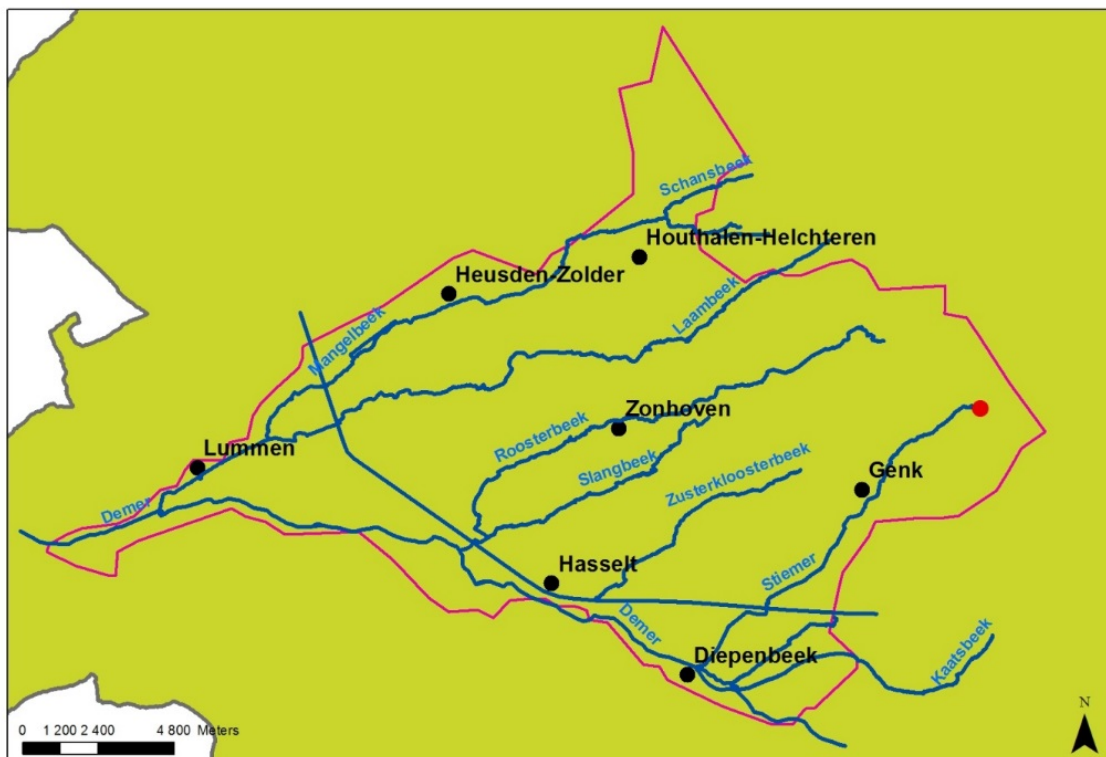 Schansbeek
Houthalen-Helchteren
Heusden-Zolder
Laambeek
Mangelbeek
Zonhoven
Roosterbeek
Lummen
Slangbeek
Zusterkloosterbeek
Genk
Demer
Stiemer
Hasselt
Demer
Diepenbeek
Kaatsbeek
N
0 1 200 2 400 4 800 Meters